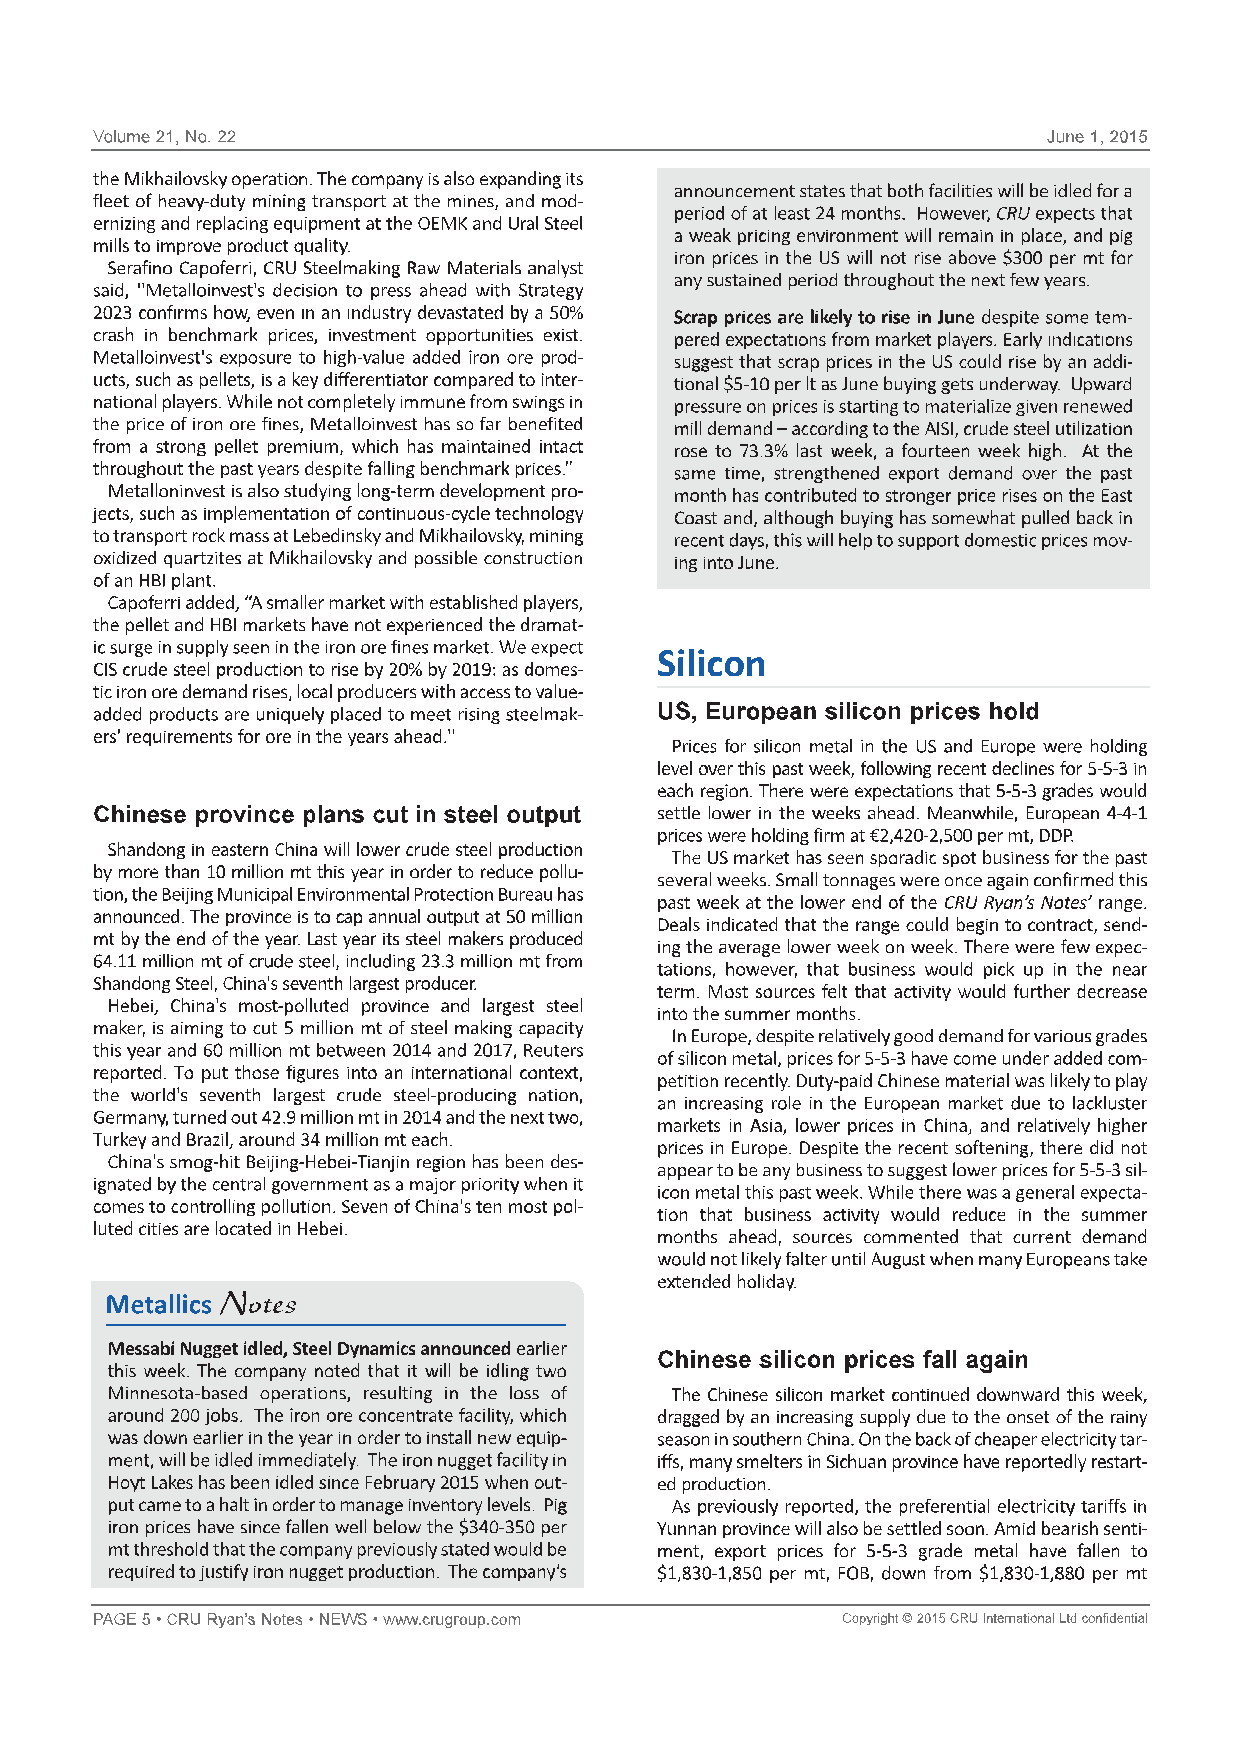 Volume 21, No. 22
June 1, 2015
the Mikhailovsky operation. The company is also expanding its
fleet of heavy-duty mining transport at the mines, and mod-
ernizing and replacing equipment at the OEMK and Ural Steel
mills to improve product quality.
Serafino Capoferri, CRU Steelmaking Raw Materials analyst
said, "Metalloinvest's decision to press ahead with Strategy
2023 confirms how, even in an industry devastated by a 50%
crash in benchmark prices, investment opportunities exist.
Metalloinvest's exposure to high-value added iron ore prod-
ucts, such as pellets, is a key differentiator compared to inter-
national players. While not completely immune from swings in
the price of iron ore fines, Metalloinvest has so far benefited
from a strong pellet premium, which has maintained intact
throughout the past years despite falling benchmark prices.”
Metalloninvest is also studying long-term development pro-
jects, such as implementation of continuous-cycle technology
to transport rock mass at Lebedinsky and Mikhailovsky, mining
oxidized quartzites at Mikhailovsky and possible construction
of an HBI plant.
Capoferri added, “A smaller market with established players,
the pellet and HBI markets have not experienced the dramat-
ic surge in supply seen in the iron ore fines market. We expect
CIS crude steel production to rise by 20% by 2019: as domes-
tic iron ore demand rises, local producers with access to value-
added products are uniquely placed to meet rising steelmak-
ers' requirements for ore in the years ahead."
Chinese province plans cut in steel output
Shandong in eastern China will lower crude steel production
by more than 10 million mt this year in order to reduce pollu-
tion, the Beijing Municipal Environmental Protection Bureau has
announced. The province is to cap annual output at 50 million
mt by the end of the year. Last year its steel makers produced
64.11 million mt of crude steel, including 23.3 million mt from
Shandong Steel, China's seventh largest producer.
Hebei, China's most-polluted province and largest steel
maker, is aiming to cut 5 million mt of steel making capacity
this year and 60 million mt between 2014 and 2017, Reuters
reported. To put those figures into an international context,
the world's seventh largest crude steel-producing nation,
Germany, turned out 42.9 million mt in 2014 and the next two,
Turkey and Brazil, around 34 million mt each.
China's smog-hit Beijing-Hebei-Tianjin region has been des-
ignated by the central government as a major priority when it
comes to controlling pollution. Seven of China's ten most pol-
luted cities are located in Hebei.
Metallics Notes
Messabi Nugget idled, Steel Dynamics announced earlier
this week. The company noted that it will be idling two
Minnesota-based operations, resulting in the loss of
around 200 jobs. The iron ore concentrate facility, which
was down earlier in the year in order to install new equip-
ment, will be idled immediately. The iron nugget facility in
Hoyt Lakes has been idled since February 2015 when out-
put came to a halt in order to manage inventory levels. Pig
iron prices have since fallen well below the $340-350 per
mt threshold that the company previously stated would be
required to justify iron nugget production. The company's
announcement states that both facilities will be idled for a
period of at least 24 months. However, CRU expects that
a weak pricing environment will remain in place, and pig
iron prices in the US will not rise above $300 per mt for
any sustained period throughout the next few years.
Scrap prices are likely to rise in June despite some tem-
pered expectations from market players. Early indications
suggest that scrap prices in the US could rise by an addi-
tional $5-10 per lt as June buying gets underway. Upward
pressure on prices is starting to materialize given renewed
mill demand – according to the AISI, crude steel utilization
rose to 73.3% last week, a fourteen week high. At the
same time, strengthened export demand over the past
month has contributed to stronger price rises on the East
Coast and, although buying has somewhat pulled back in
recent days, this will help to support domestic prices mov-
ing into June.
Silicon
US, European silicon prices hold
Prices for silicon metal in the US and Europe were holding
level over this past week, following recent declines for 5-5-3 in
each region. There were expectations that 5-5-3 grades would
settle lower in the weeks ahead. Meanwhile, European 4-4-1
prices were holding firm at €2,420-2,500 per mt, DDP.
The US market has seen sporadic spot business for the past
several weeks. Small tonnages were once again confirmed this
past week at the lower end of the CRU Ryan’s Notes’ range.
Deals indicated that the range could begin to contract, send-
ing the average lower week on week. There were few expec-
tations, however, that business would pick up in the near
term. Most sources felt that activity would further decrease
into the summer months.
In Europe, despite relatively good demand for various grades
of silicon metal, prices for 5-5-3 have come under added com-
petition recently. Duty-paid Chinese material was likely to play
an increasing role in the European market due to lackluster
markets in Asia, lower prices in China, and relatively higher
prices in Europe. Despite the recent softening, there did not
appear to be any business to suggest lower prices for 5-5-3 sil-
icon metal this past week. While there was a general expecta-
tion that business activity would reduce in the summer
months ahead, sources commented that current demand
would not likely falter until August when many Europeans take
extended holiday.
Chinese silicon prices fall again
The Chinese silicon market continued downward this week,
dragged by an increasing supply due to the onset of the rainy
season in southern China. On the back of cheaper electricity tar-
iffs, many smelters in Sichuan province have reportedly restart-
ed production.
As previously reported, the preferential electricity tariffs in
Yunnan province will also be settled soon. Amid bearish senti-
ment, export prices for 5-5-3 grade metal have fallen to
$1,830-1,850 per mt, FOB, down from $1,830-1,880 per mt
PAGE 5 • CRU Ryan’s Notes • NEWS • www.crugroup.com
Copyright © 2015 CRU International Ltd confidential